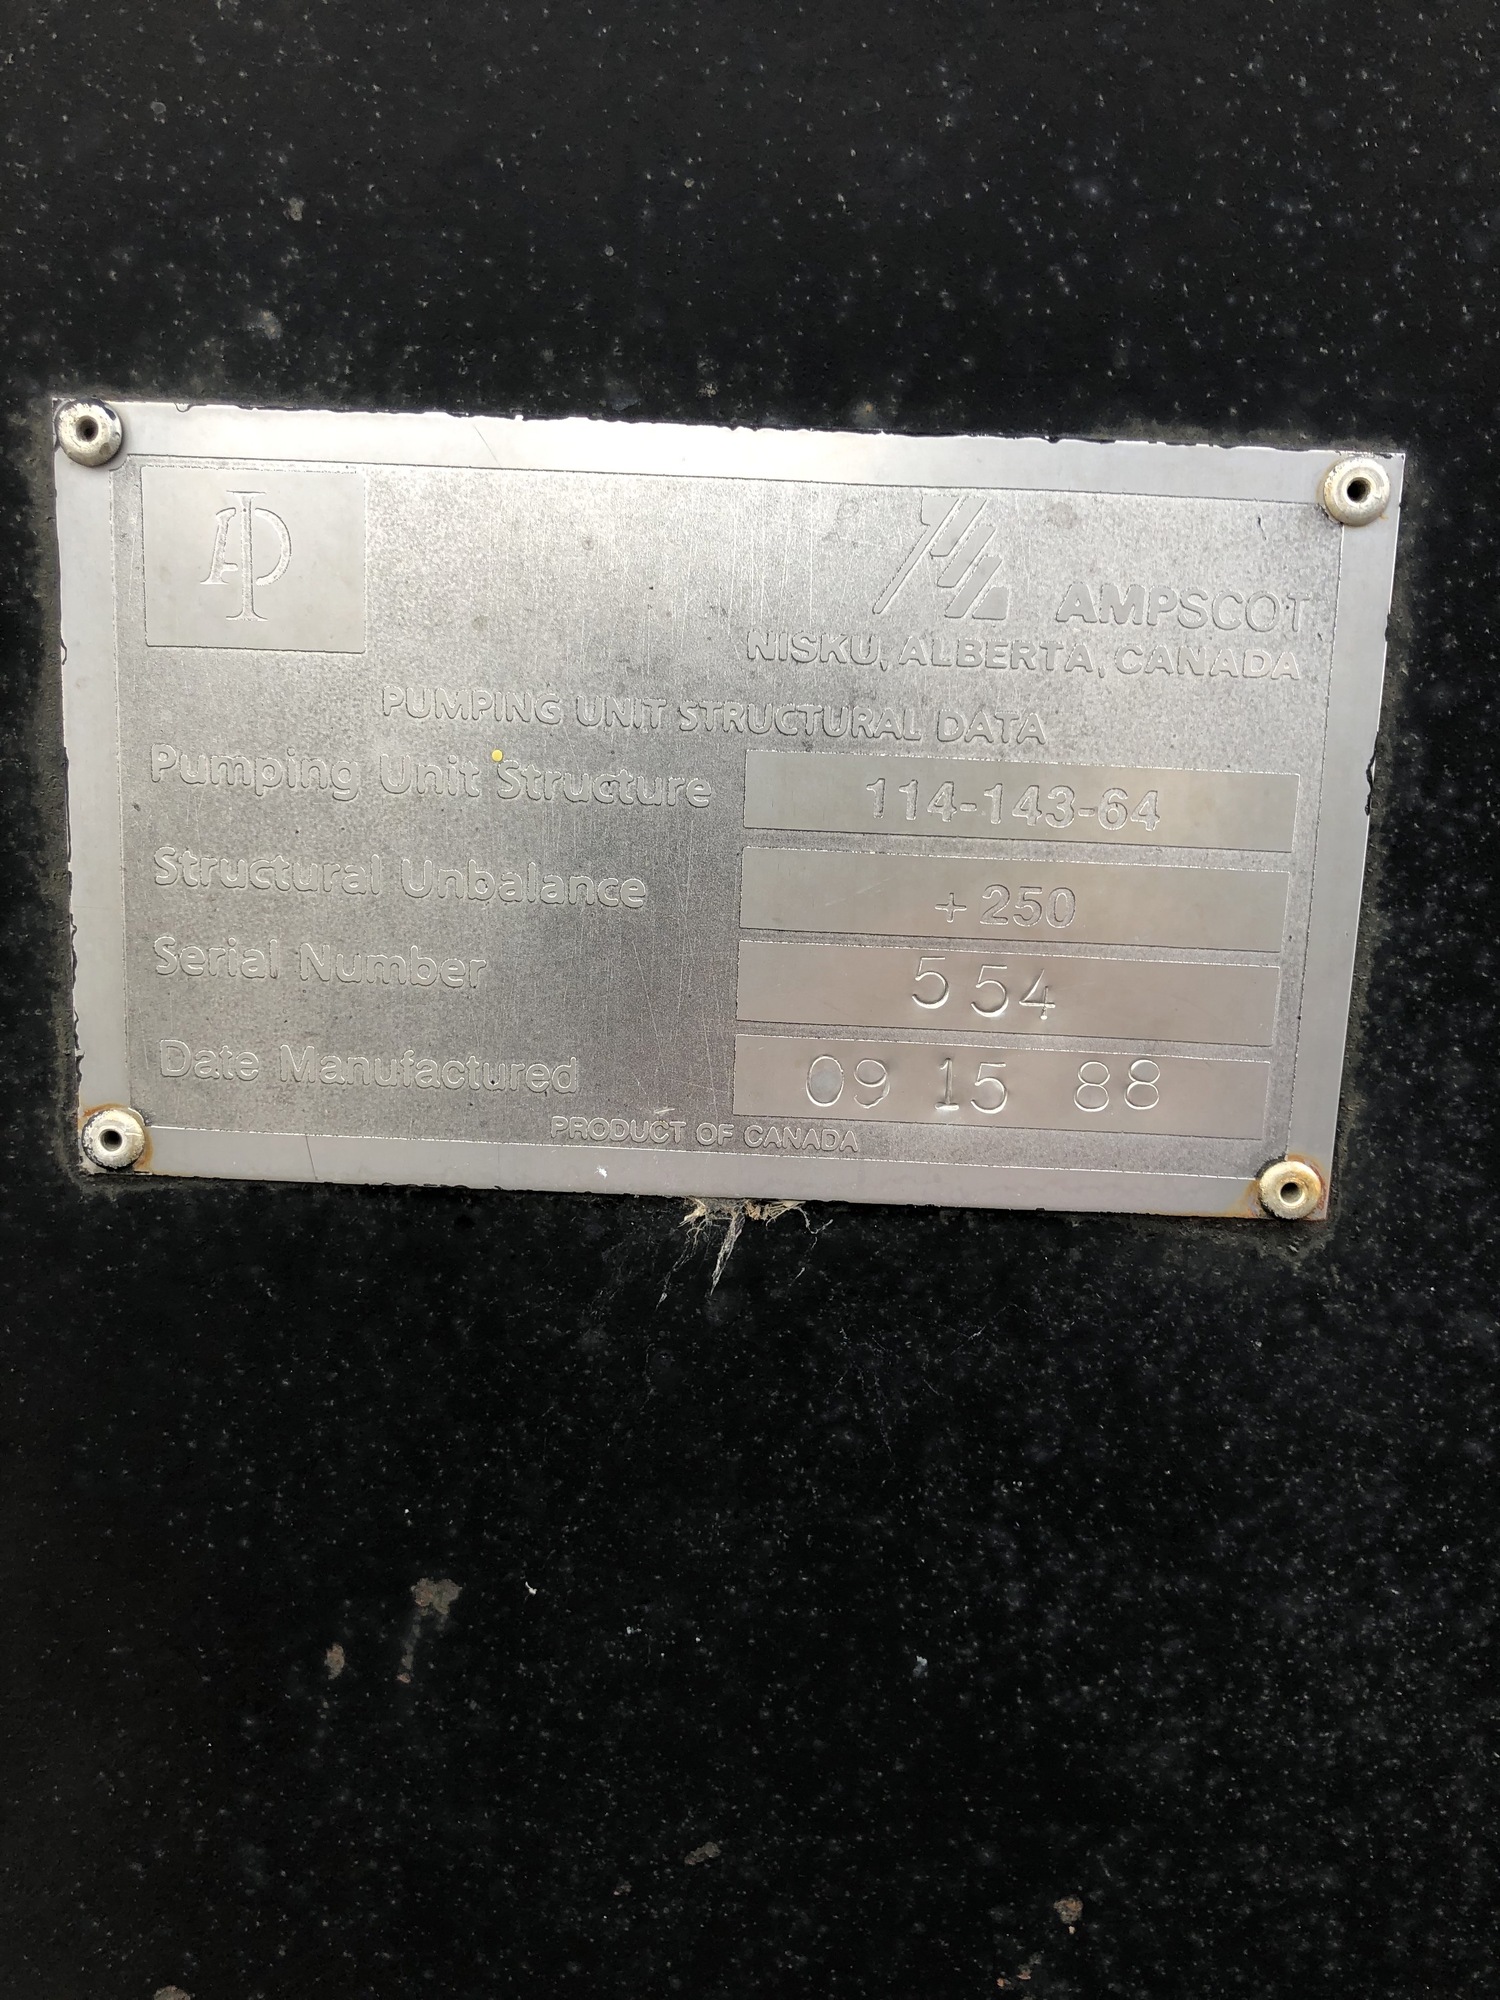 API
AMPSCOT
NISKU, ALBERTA, CANADA
PUMPING UNIT STRUCTURAL DATA
Pumping Unit Structure 114-143-64
Structural Unbalance +250
Serial Number 554
Date Manufactured 09 15 88
PRODUCT OF CANADA